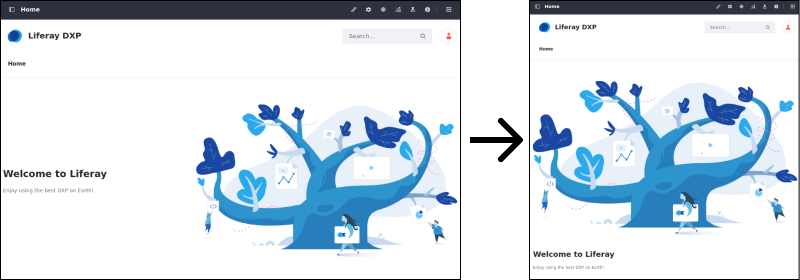 Home
Liferay DXP
Search...
Home
Welcome to Liferay
Enjoy using the best DXP on Earth!
Home
Liferay DXP
Search...
Home
Welcome to Liferay
Enjoy using the best DXP on Earth!